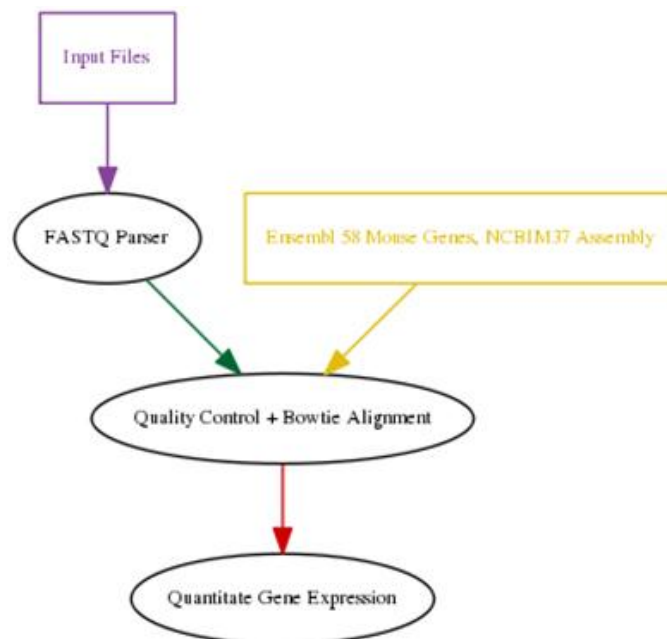 Input Files
FASTQ Parser
Ensembl 58 Mouse Genes, NCBIM37 Assembly
Quality Control + Bowtie Alignment
Quantitate Gene Expression